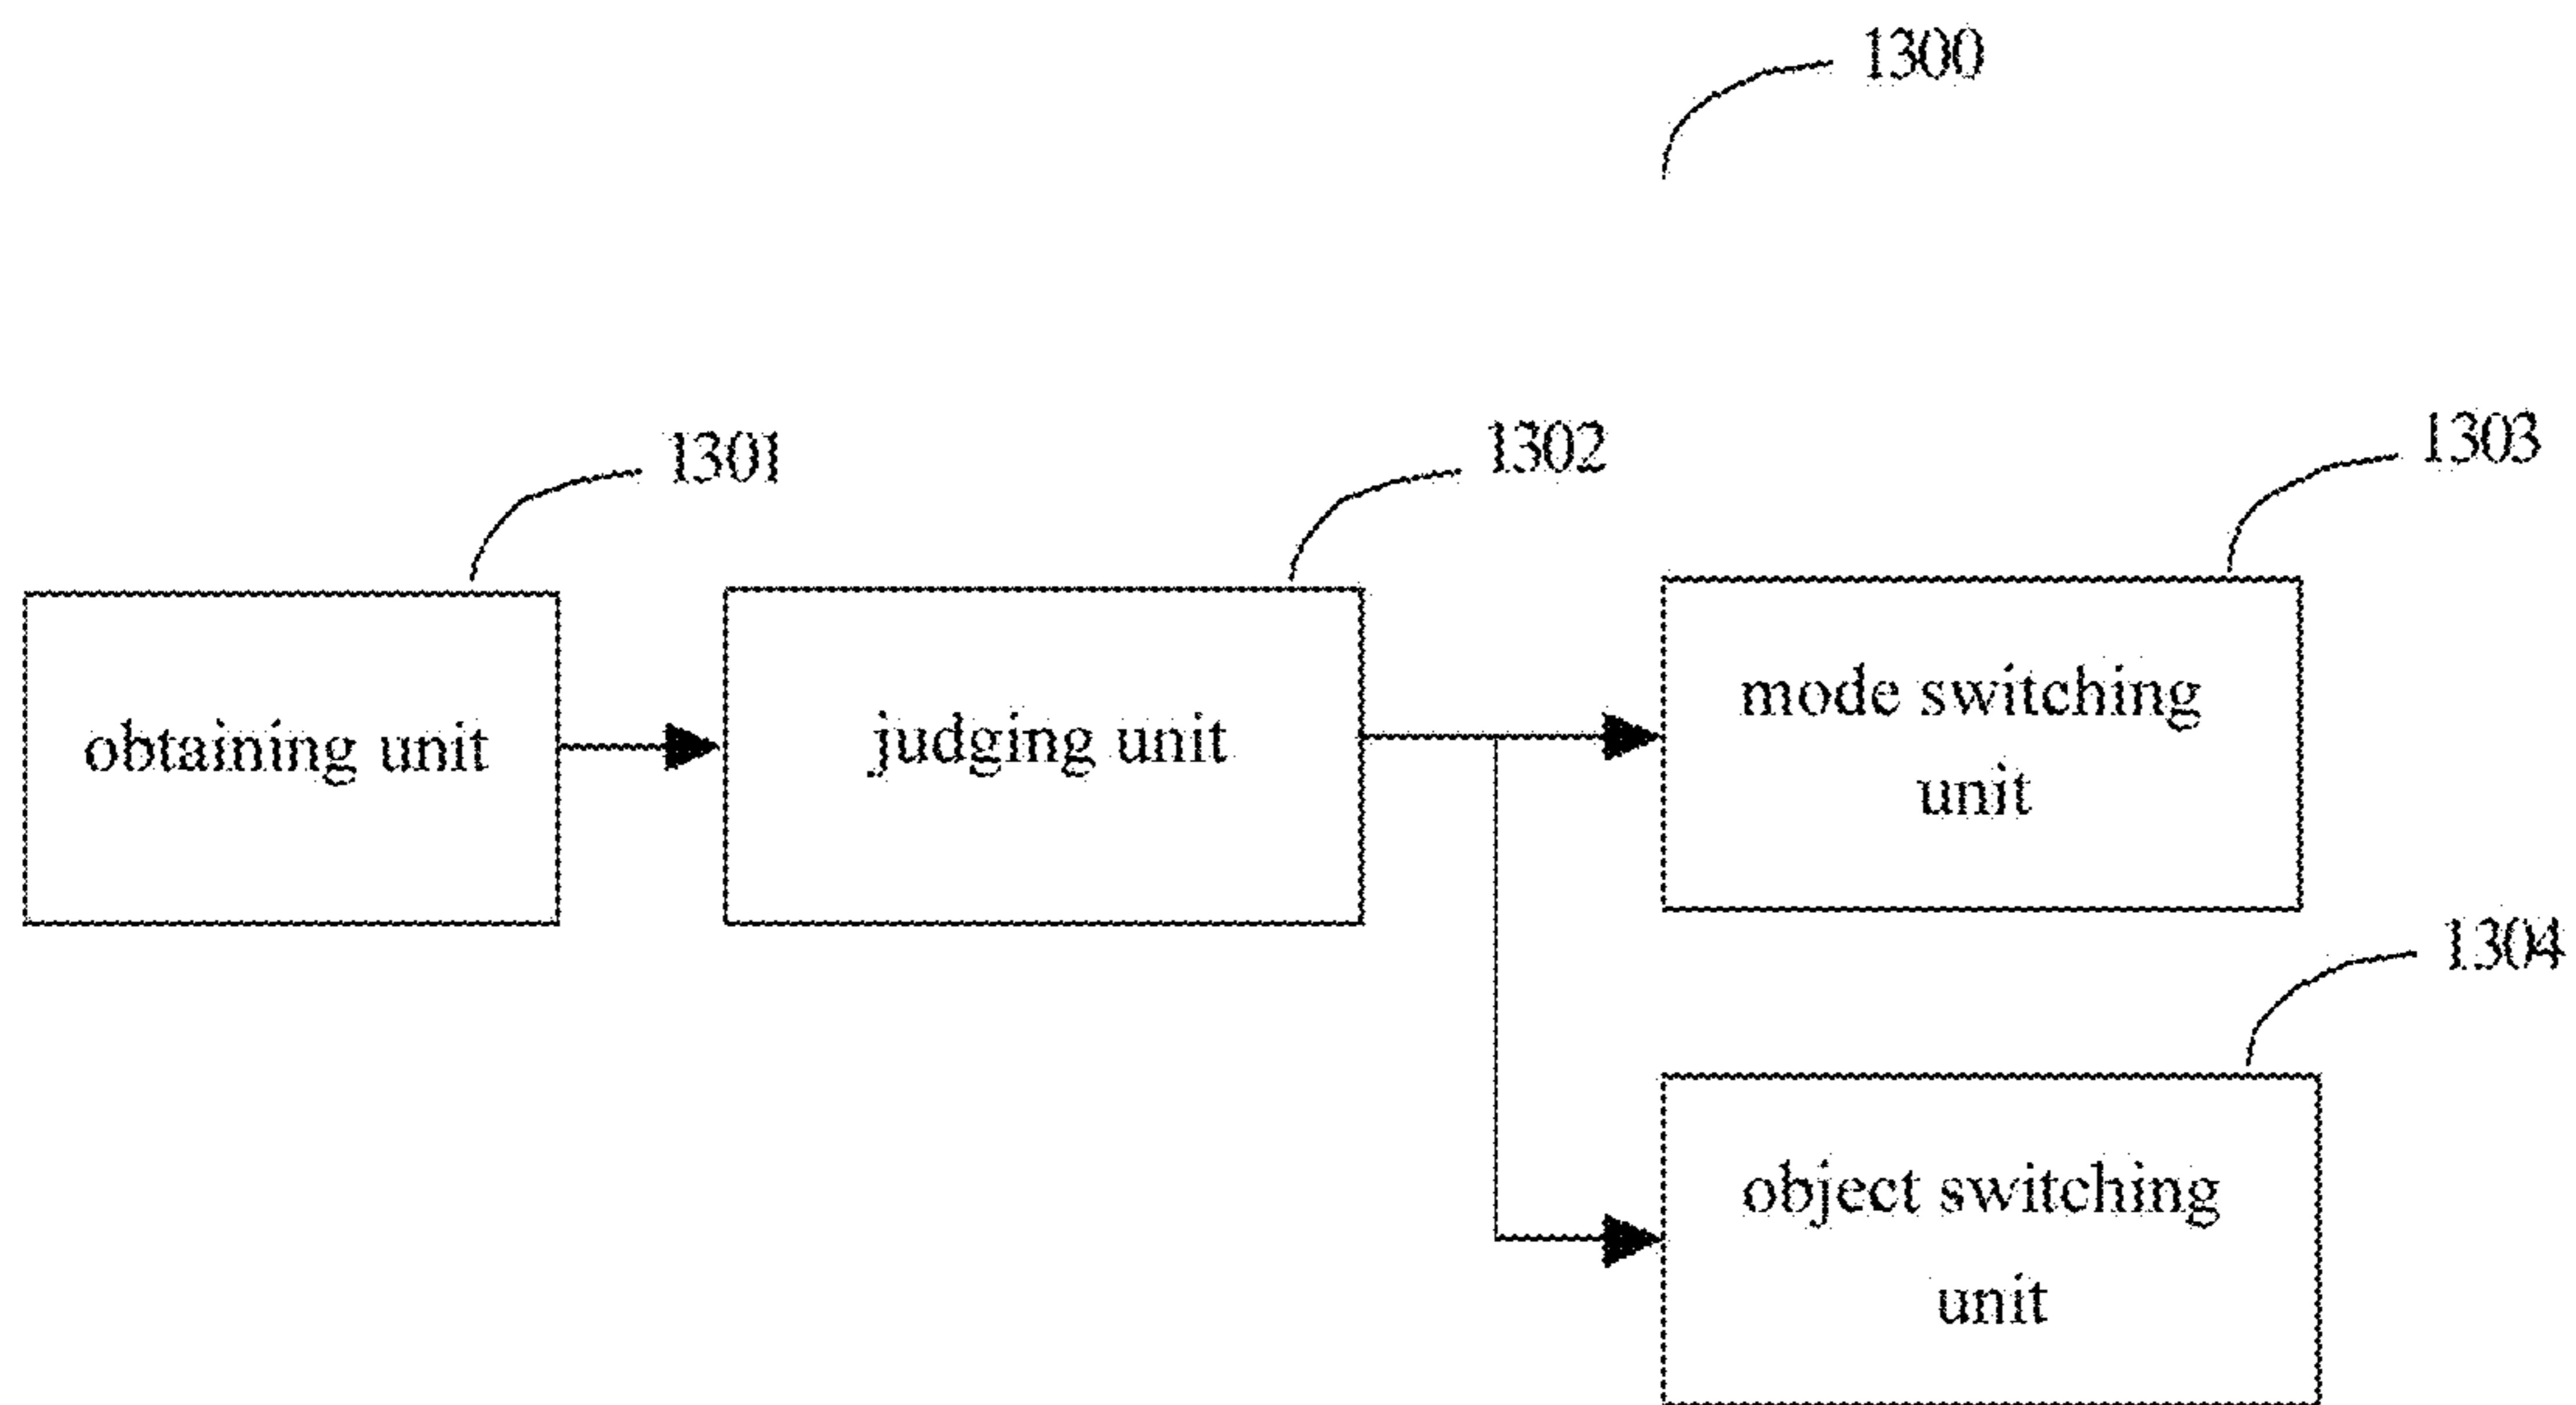 1300
1301
1302
1303
obtaining unit
judging unit
mode switching
unit
1304
object switching
unit